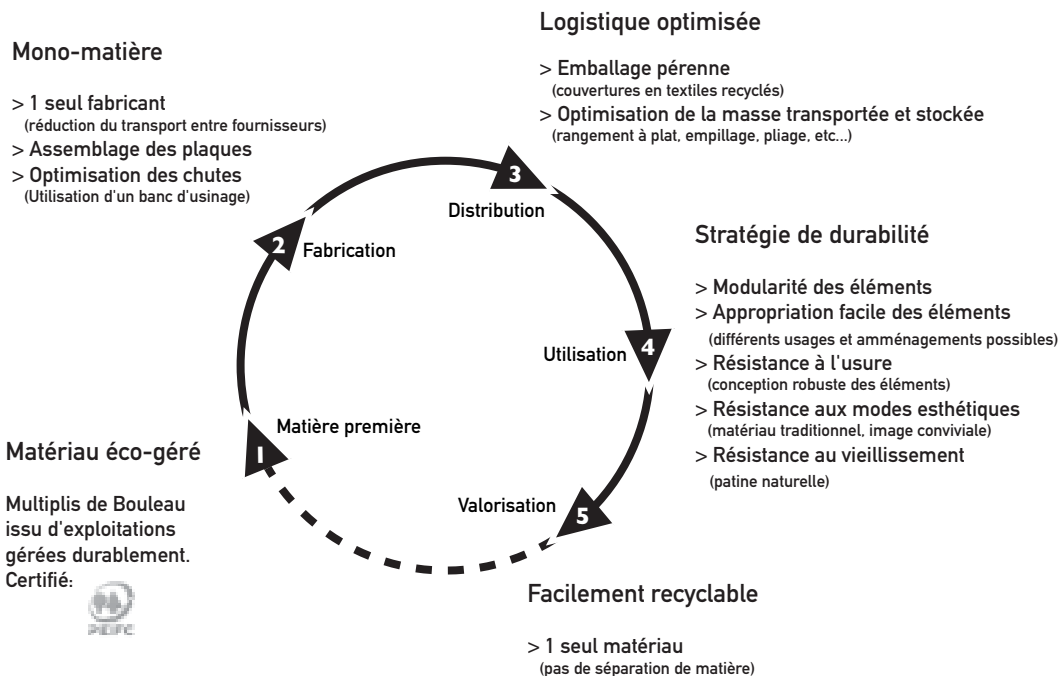 Matériau éco-géré
Multiplis de Bouleau
issu d'exploitations
gérées durablement.
Certifié:
PEFC
1
Matière première
Mono-matière
> 1 seul fabricant
(réduction du transport entre fournisseurs)
> Assemblage des plaques
> Optimisation des chutes
(Utilisation d'un banc d'usinage)
2
Fabrication
Logistique optimisée
> Emballage pérenne
(couvertures en textiles recyclés)
> Optimisation de la masse transportée et stockée
(rangement à plat, empillage, pliage, etc...)
3
Distribution
Stratégie de durabilité
> Modularité des éléments
> Appropriation facile des éléments
(différents usages et amménagements possibles)
> Résistance à l'usure
(conception robuste des éléments)
> Résistance aux modes esthétiques
(matériau traditionnel, image conviviale)
> Résistance au vieillissement
(patine naturelle)
4
Utilisation
5
Valorisation
Facilement recyclable
> 1 seul matériau
(pas de séparation de matière)